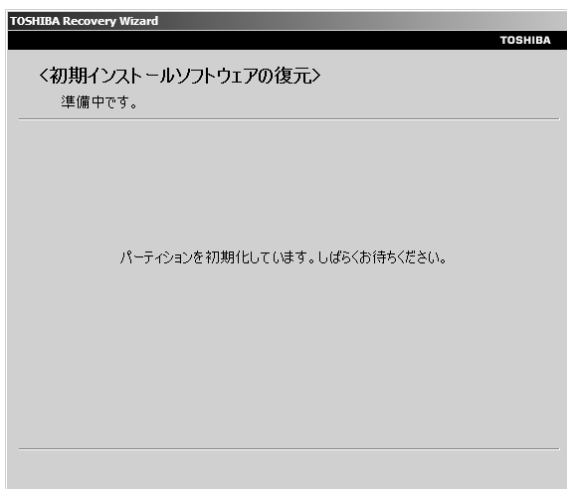 TOSHIBA Recovery Wizard
TOSHIBA
<初期インストールソフトウェアの復元>
準備中です。
パーティションを初期化しています。しばらくお待ちください。